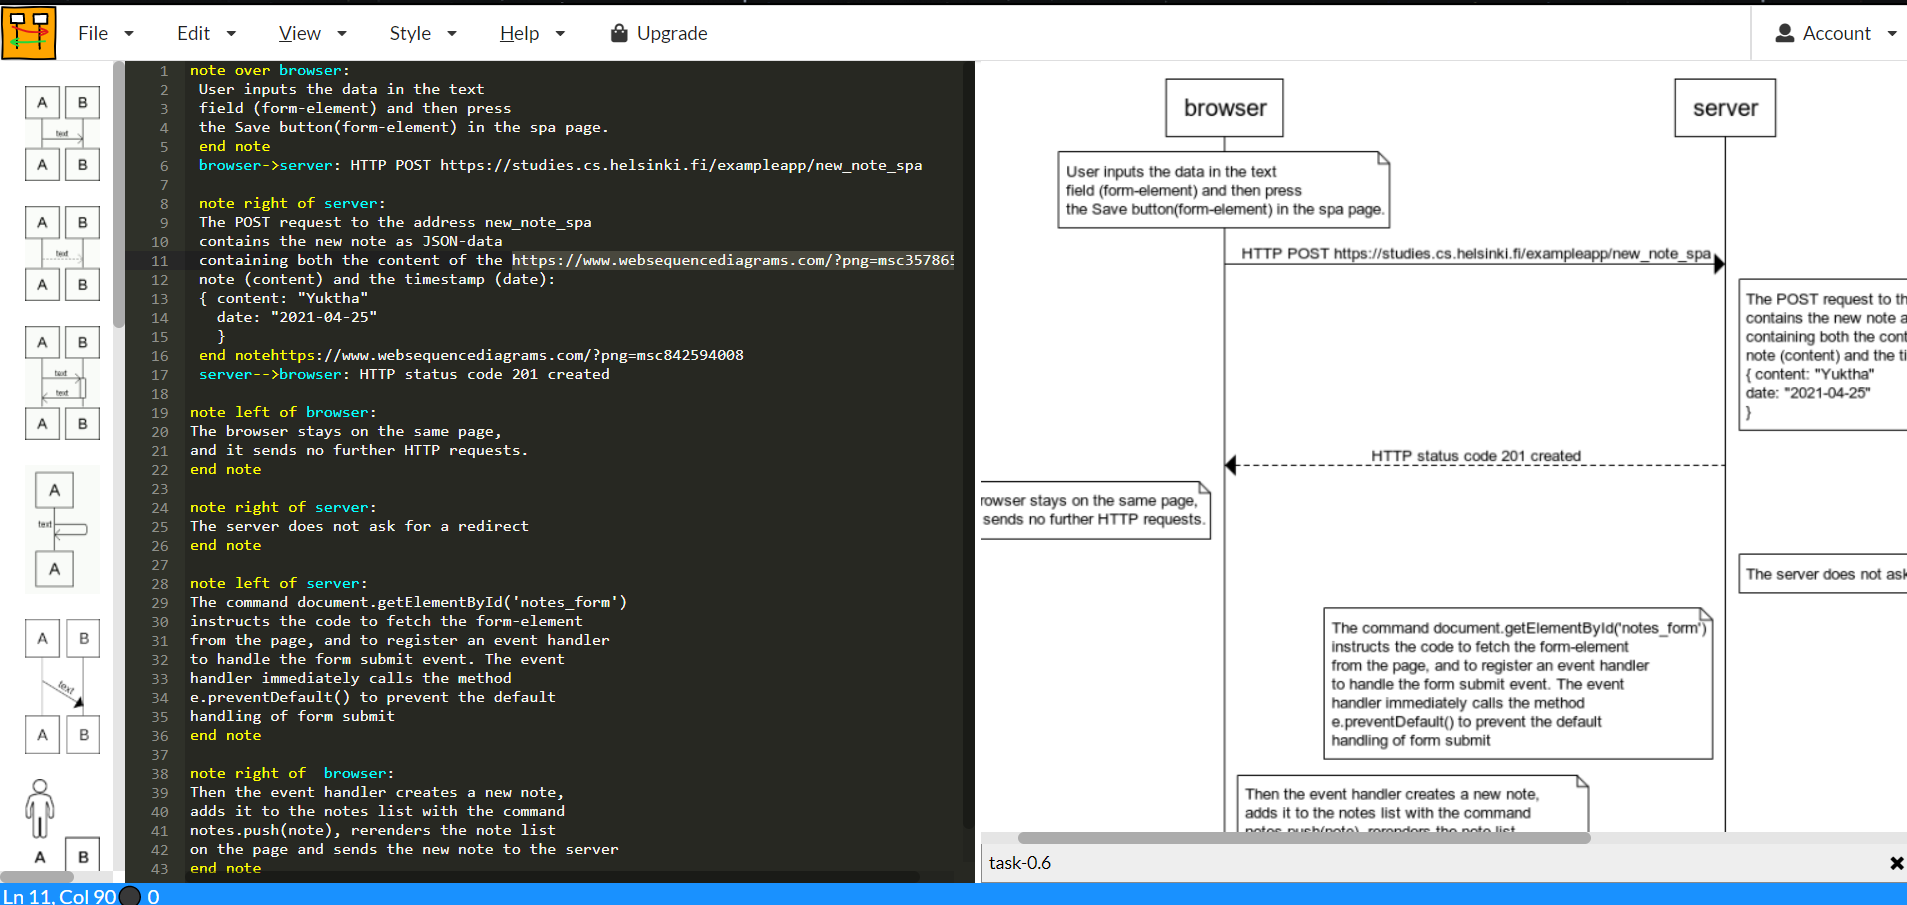 File Edit View Style Help Upgrade Account
A B
text
A B
A B
text
A B
A B
text
text
A B
A
text
A
A B
text
A B
A B
1 note over browser:
2 User inputs the data in the text
3 field (form-element) and then press
4 the Save button(form-element) in the spa page.
5 end note
6 browser->server: HTTP POST https://studies.cs.helsinki.fi/exampleapp/new_note_spa
7
8 note right of server:
9 The POST request to the address new_note_spa
10 contains the new note as JSON-data
11 containing both the content of the https://www.websequencediagrams.com/?png=msc357865
12 note (content) and the timestamp (date):
13 { content: "Yuktha"
14 date: "2021-04-25"
15 }
16 end notehttps://www.websequencediagrams.com/?png=msc842594008
17 server-->browser: HTTP status code 201 created
18
19 note left of browser:
20 The browser stays on the same page,
21 and it sends no further HTTP requests.
22 end note
23
24 note right of server:
25 The server does not ask for a redirect
26 end note
27
28 note left of server:
29 The command document.getElementById('notes_form')
30 instructs the code to fetch the form-element
31 from the page, and to register an event handler
32 to handle the form submit event. The event
33 handler immediately calls the method
34 e.preventDefault() to prevent the default
35 handling of form submit
36 end note
37
38 note right of browser:
39 Then the event handler creates a new note,
40 adds it to the notes list with the command
41 notes.push(note), rerenders the note list
42 on the page and sends the new note to the server
43 end note
browser server
User inputs the data in the text
field (form-element) and then press
the Save button(form-element) in the spa page.
HTTP POST https://studies.cs.helsinki.fi/exampleapp/new_note_spa
The POST request to th
contains the new note a
containing both the cont
note (content) and the ti
{ content: "Yuktha"
date: "2021-04-25"
}
HTTP status code 201 created
rowser stays on the same page,
sends no further HTTP requests.
The server does not ask
The command document.getElementById('notes_form')
instructs the code to fetch the form-element
from the page, and to register an event handler
to handle the form submit event. The event
handler immediately calls the method
e.preventDefault() to prevent the default
handling of form submit
Then the event handler creates a new note,
adds it to the notes list with the command
notes.push(note), rerenders the note list
task-0.6
Ln 11, Col 90 0